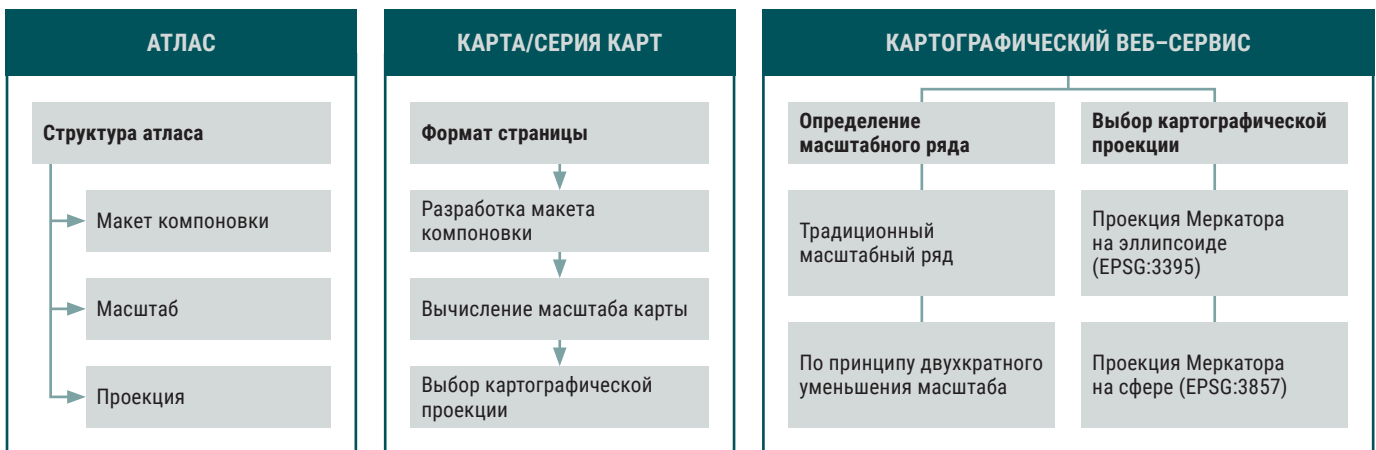 АТЛАС
Структура атласа
Макет компоновки
Масштаб
Проекция
КАРТА/СЕРИЯ КАРТ
Формат страницы
Разработка макета
компоновки
Вычисление масштаба карты
Выбор картографической
проекции
КАРТОГРАФИЧЕСКИЙ ВЕБ–СЕРВИС
Определение
масштабного ряда
Традиционный
масштабный ряд
По принципу двухкратного
уменьшения масштаба
Выбор картографической
проекции
Проекция Меркатора
на эллипсоиде
(EPSG:3395)
Проекция Меркатора
на сфере (EPSG:3857)